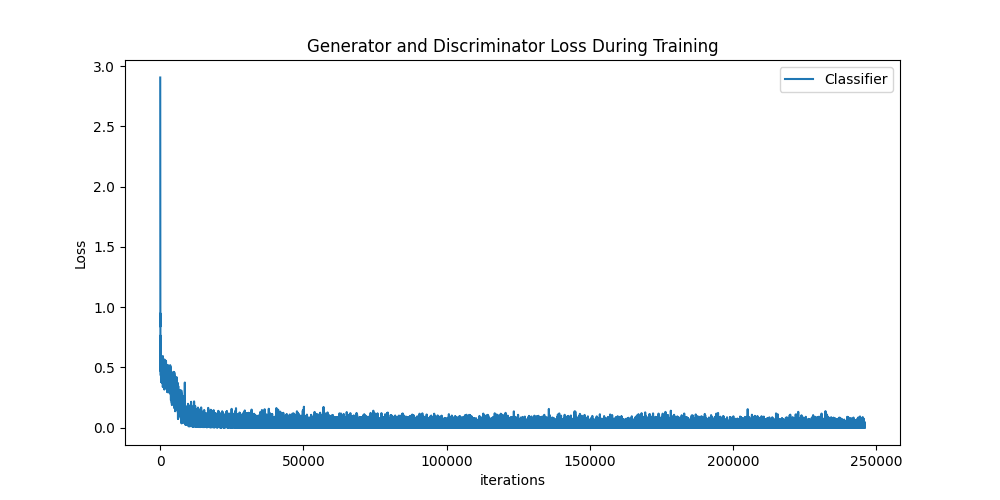 Generator and Discriminator Loss During Training
Classifier
3.0
2.5
2.0
1.5
1.0
0.5
0.0
Loss
0 50000 100000 150000 200000 250000
iterations